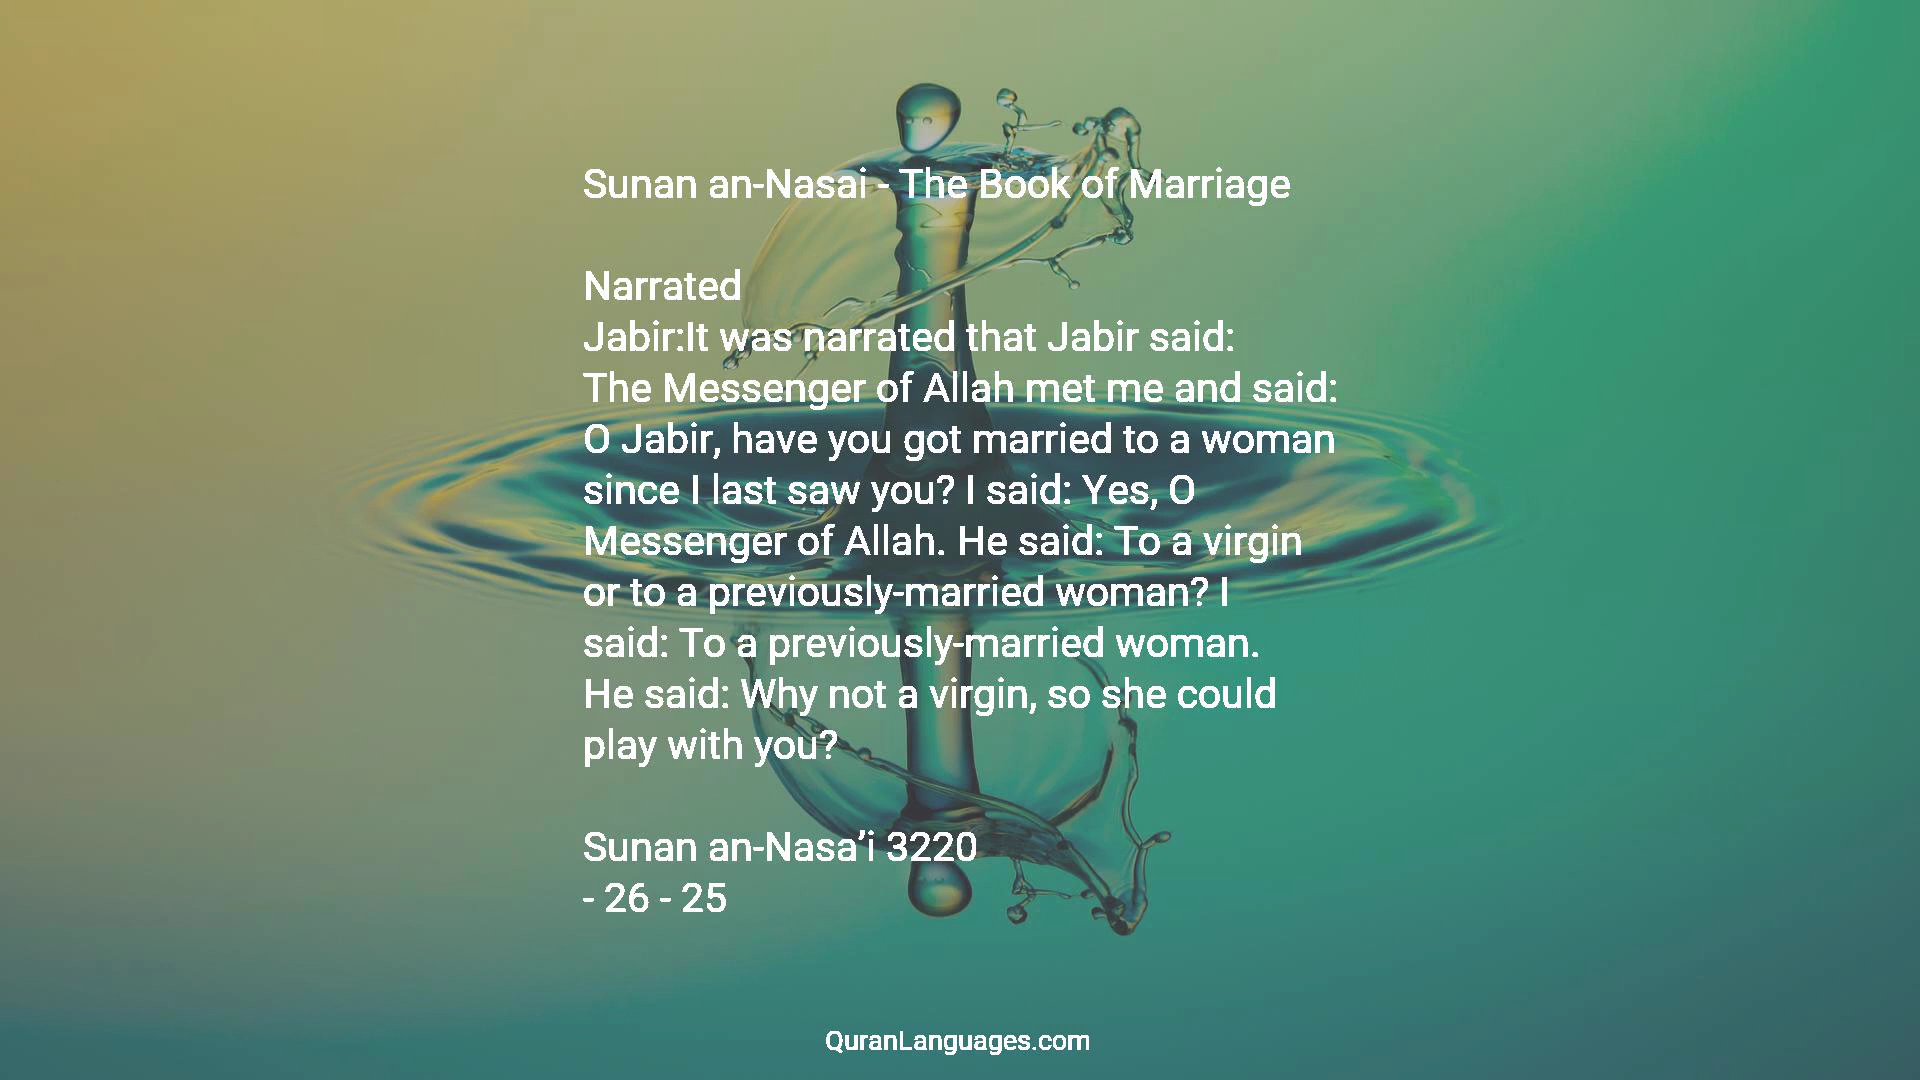 Sunan an-Nasai - The Book of Marriage
Narrated
Jabir:It was narrated that Jabir said:
The Messenger of Allah met me and said:
O Jabir, have you got married to a woman
since I last saw you? I said: Yes, O
Messenger of Allah. He said: To a virgin
or to a previously-married woman? I
said: To a previously-married woman.
He said: Why not a virgin, so she could
play with you?
Sunan an-Nasa’i 3220
- 26 - 25
QuranLanguages.com